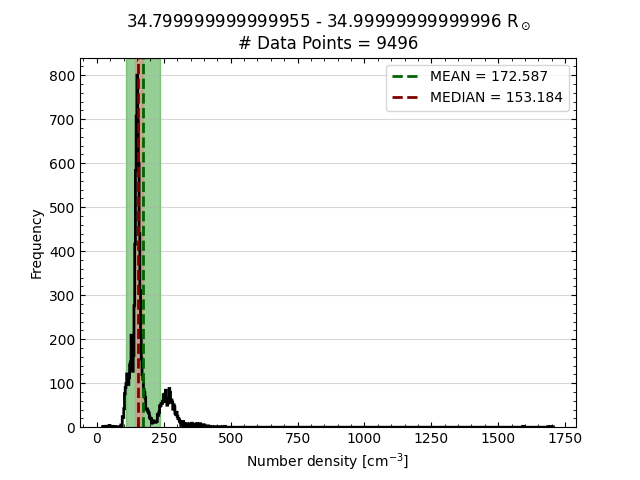 34.799999999999955 - 34.99999999999996 R⊙
# Data Points = 9496
MEAN = 172.587
MEDIAN = 153.184
800
700
600
500
400
300
200
100
0
Frequency
0 250 500 750 1000 1250 1500 1750
Number density [cm⁻³]